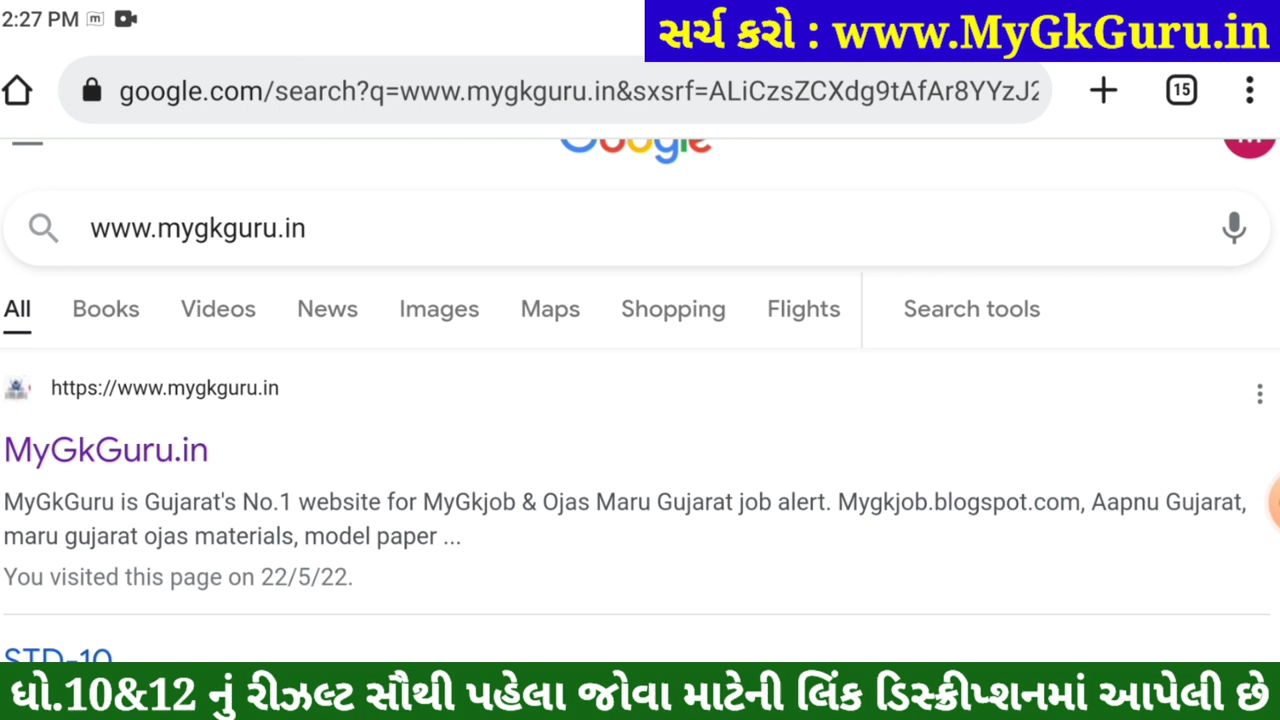 2:27 PM
સર્ચ કરો : www.MyGkGuru.in
google.com/search?q=www.mygkguru.in&sxsrf=ALiCzsZCXdg9tAfAr8YYzJ2
15
Google
www.mygkguru.in
All Books Videos News Images Maps Shopping Flights Search tools
https://www.mygkguru.in
MyGkGuru.in
MyGkGuru is Gujarat's No.1 website for MyGkjob & Ojas Maru Gujarat job alert. Mygkjob.blogspot.com, Aapnu Gujarat,
maru gujarat ojas materials, model paper ...
You visited this page on 22/5/22.
STD-10
ધો.10&12 નું રીઝલ્ટ સૌથી પહેલા જોવા માટેની લિંક ડિસ્ક્રીપ્શનમાં આપેલી છે